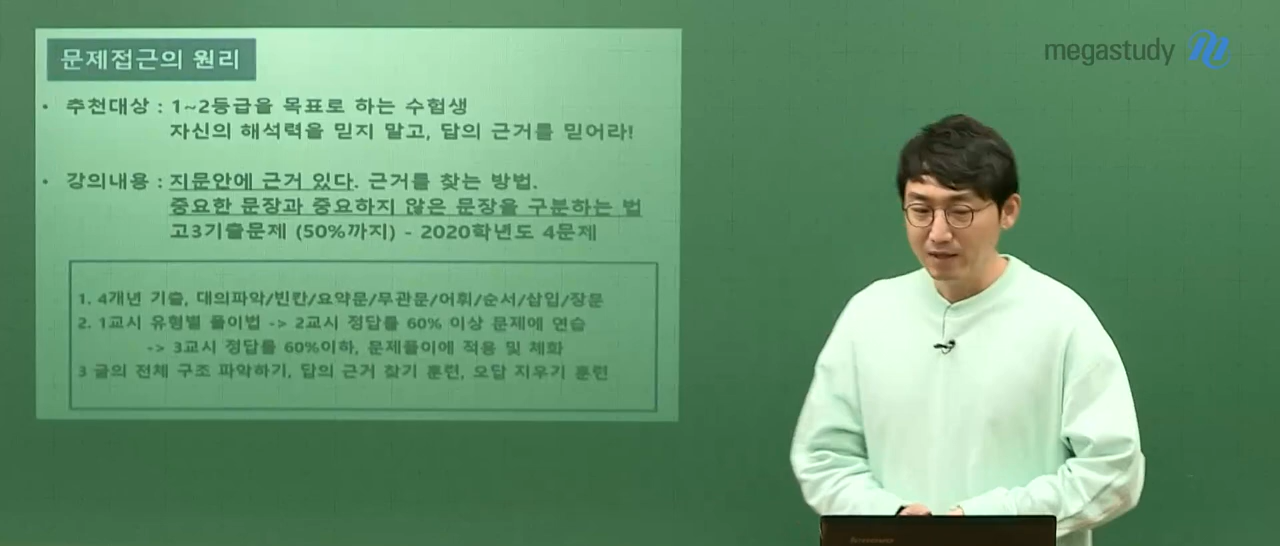 문제접근의 원리
megastudy
• 추천대상 : 1~2등급을 목표로 하는 수험생
자신의 해석력을 믿지 말고, 답의 근거를 믿어라!
• 강의내용 : 지문안에 근거 있다. 근거를 찾는 방법.
중요한 문장과 중요하지 않은 문장을 구분하는 법
고3기출문제 (50%까지) - 2020학년도 4문제
1. 4개년 기출, 대의파악/빈칸/요약문/무관문/어휘/순서/삽입/장문
2. 1교시 유형별 풀이법 -> 2교시 정답률 60% 이상 문제에 연습
-> 3교시 정답률 60%이하, 문제풀이에 적용 및 체화
3 글의 전체 구조 파악하기, 답의 근거 찾기 훈련, 오답 지우기 훈련